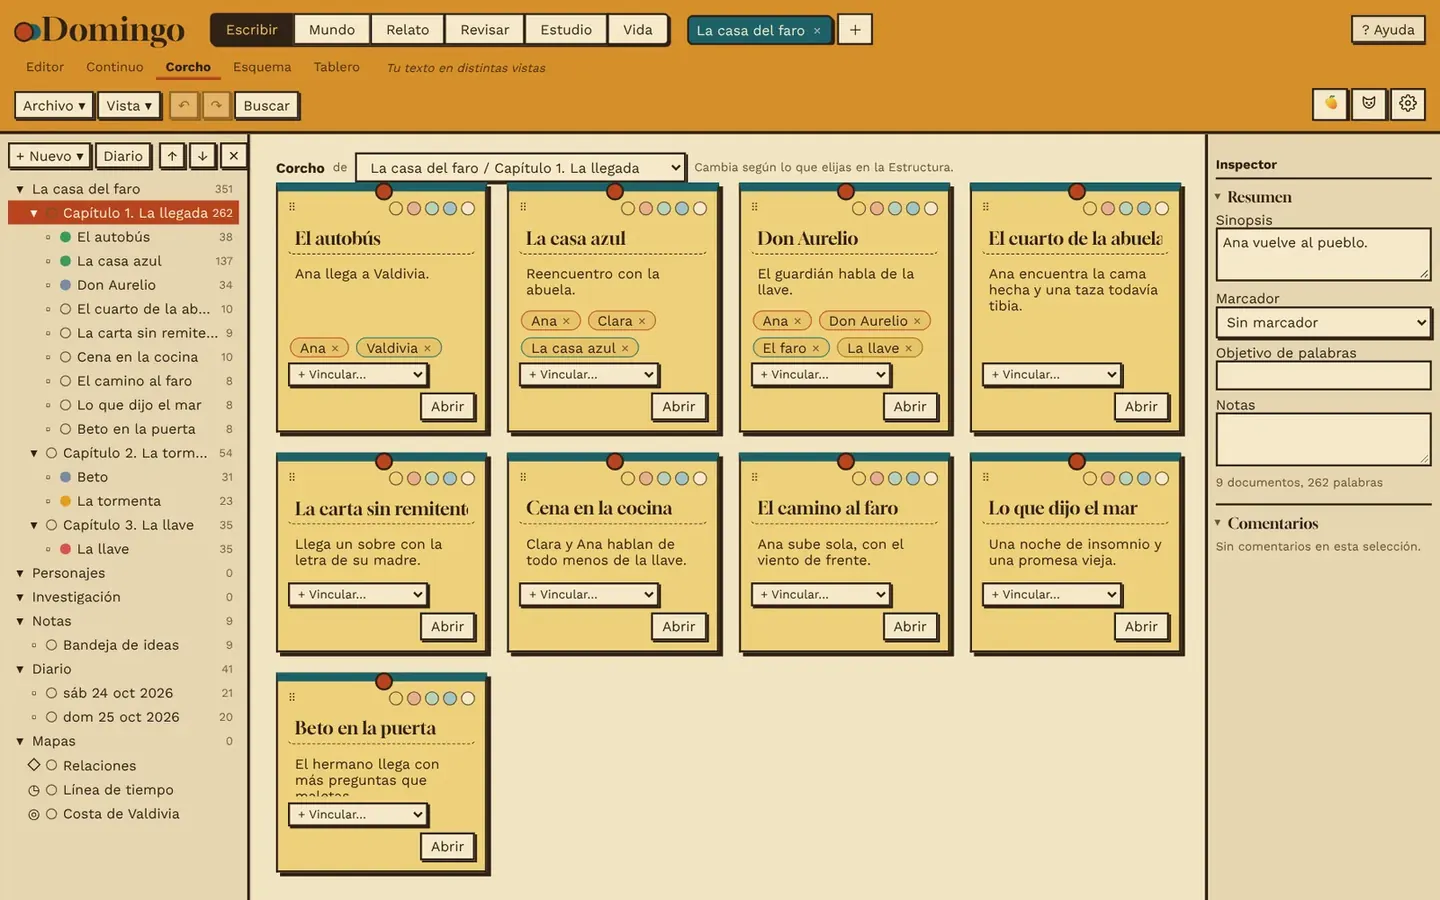 Domingo
Escribir Mundo Relato Revisar Estudio Vida
La casa del faro × +
? Ayuda
Editor Continuo Corcho Esquema Tablero Tu texto en distintas vistas
Archivo ▾ Vista ▾ ↶ ↷ Buscar
+ Nuevo ▾ Diario ↑ ↓ ✕
▼ La casa del faro 351
▼ Capítulo 1. La llegada 262
El autobús 38
La casa azul 137
Don Aurelio 34
El cuarto de la ab... 10
La carta sin remite... 9
Cena en la cocina 10
El camino al faro 8
Lo que dijo el mar 8
Beto en la puerta 8
▼ Capítulo 2. La torm... 54
Beto 31
La tormenta 23
▼ Capítulo 3. La llave 35
La llave 35
▼ Personajes 0
▼ Investigación 0
▼ Notas 9
Bandeja de ideas 9
▼ Diario 41
sáb 24 oct 2026 21
dom 25 oct 2026 20
▼ Mapas 0
Relaciones
Línea de tiempo
Costa de Valdivia
Corcho de La casa del faro / Capítulo 1. La llegada Cambia según lo que elijas en la Estructura.
El autobús
Ana llega a Valdivia.
Ana × Valdivia ×
+ Vincular...
Abrir
La casa azul
Reencuentro con la
abuela.
Ana × Clara ×
La casa azul ×
+ Vincular...
Abrir
Don Aurelio
El guardián habla de la
llave.
Ana × Don Aurelio ×
El faro × La llave ×
+ Vincular...
Abrir
El cuarto de la abuela
Ana encuentra la cama
hecha y una taza todavía
tibia.
+ Vincular...
Abrir
La carta sin remitent
Llega un sobre con la
letra de su madre.
+ Vincular...
Abrir
Cena en la cocina
Clara y Ana hablan de
todo menos de la llave.
+ Vincular...
Abrir
El camino al faro
Ana sube sola, con el
viento de frente.
+ Vincular...
Abrir
Lo que dijo el mar
Una noche de insomnio y
una promesa vieja.
+ Vincular...
Abrir
Beto en la puerta
El hermano llega con
más preguntas que
maletas.
+ Vincular...
Abrir
Inspector
▼ Resumen
Sinopsis
Ana vuelve al pueblo.
Marcador
Sin marcador
Objetivo de palabras
Notas
9 documentos, 262 palabras
▼ Comentarios
Sin comentarios en esta selección.